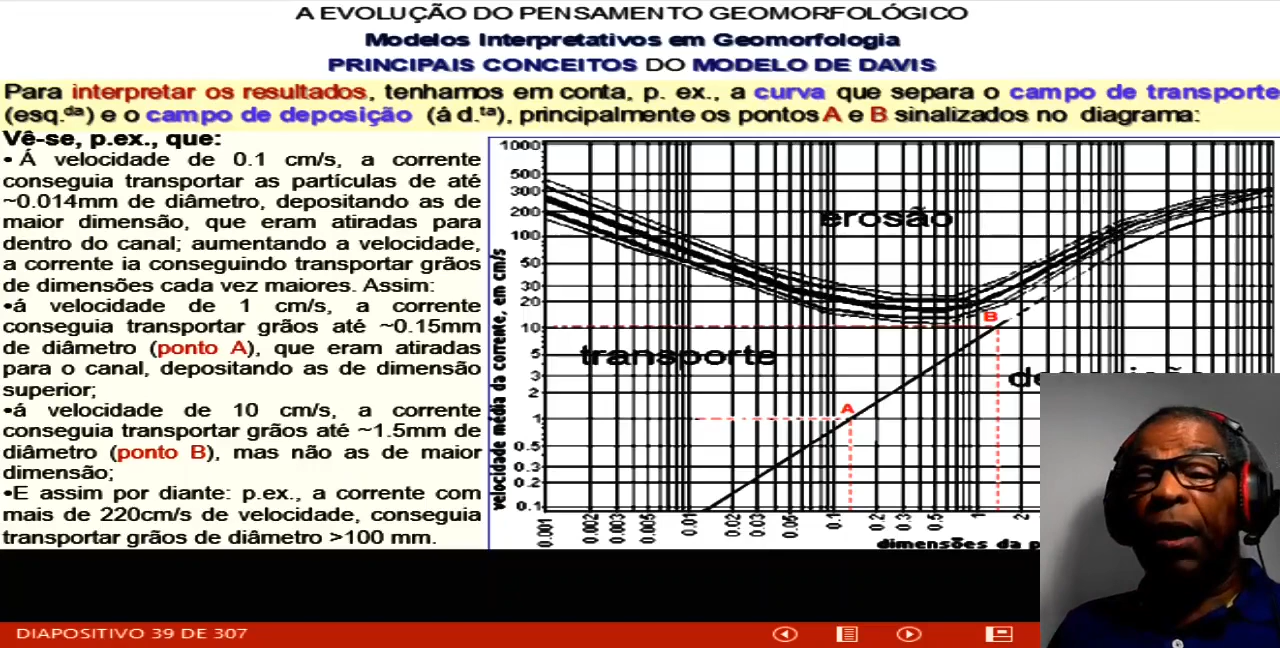 A EVOLUÇÃO DO PENSAMENTO GEOMORFOLÓGICO
Modelos Interpretativos em Geomorfologia
PRINCIPAIS CONCEITOS DO MODELO DE DAVIS
Para interpretar os resultados, tenhamos em conta, p. ex., a curva que separa o campo de transporte
(esq.da) e o campo de deposição (á d.ta), principalmente os pontos A e B sinalizados no diagrama:
Vê-se, p.ex., que:
• Á velocidade de 0.1 cm/s, a corrente
conseguia transportar as partículas de até
~0.014mm de diâmetro, depositando as de
maior dimensão, que eram atiradas para
dentro do canal; aumentando a velocidade,
a corrente ia conseguindo transportar grãos
de dimensões cada vez maiores. Assim:
•á velocidade de 1 cm/s, a corrente
conseguia transportar grãos até ~0.15mm
de diâmetro (ponto A), que eram atiradas
para o canal, depositando as de dimensão
superior;
•á velocidade de 10 cm/s, a corrente
conseguia transportar grãos até ~1.5mm de
diâmetro (ponto B), mas não as de maior
dimensão;
•E assim por diante: p.ex., a corrente com
mais de 220cm/s de velocidade, conseguia
transportar grãos de diâmetro >100 mm.
velocidade média da corrente, em cm/s
1000
500
300
200
100
50
30
20
10
5
3
2
1
0.5
0.3
0.2
0.1
erosão
transporte
B
A
0.001
0.002
0.003
0.005
0.01
0.02
0.03
0.05
0.1
0.2
0.3
0.5
1
2
dimensões da
DIAPOSITIVO 39 DE 307